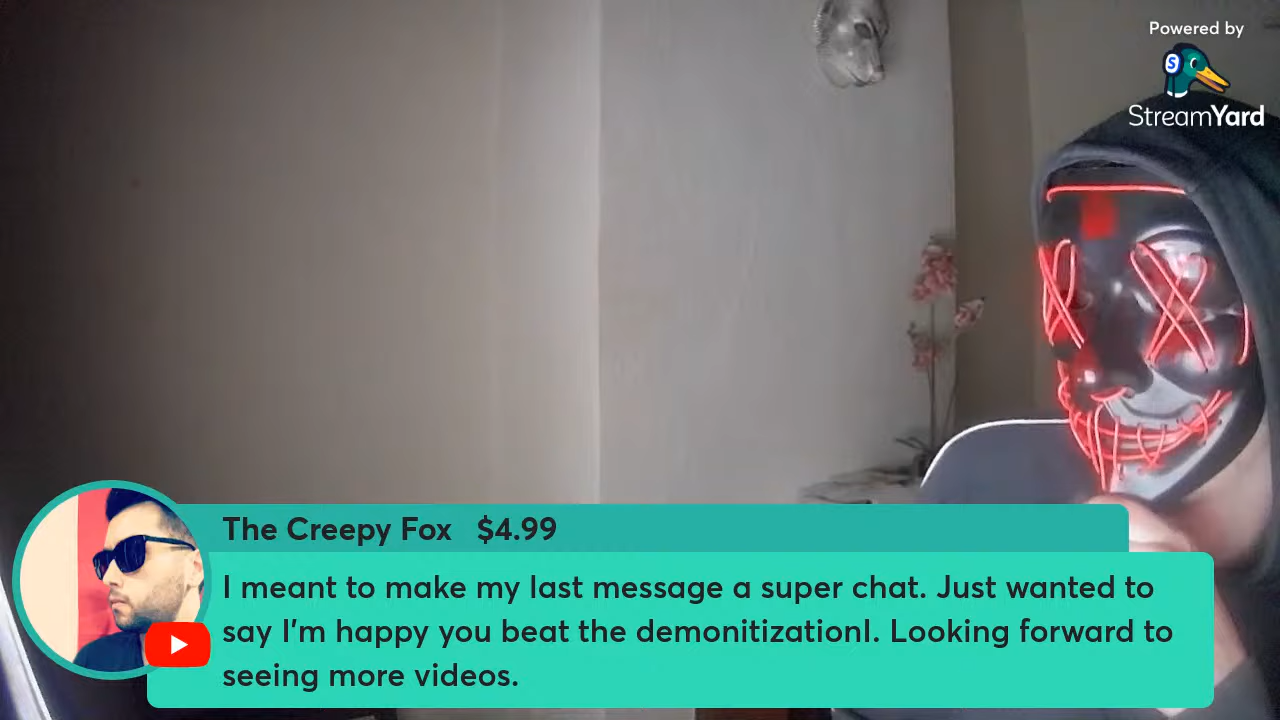 Powered by
StreamYard
The Creepy Fox $4.99
I meant to make my last message a super chat. Just wanted to
say I'm happy you beat the demonitizationl. Looking forward to
seeing more videos.